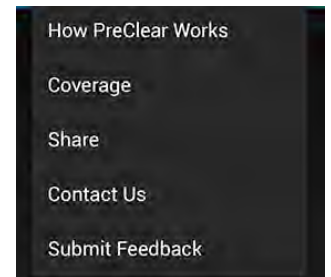 How PreClear Works
Coverage
Share
Contact Us
Submit Feedback